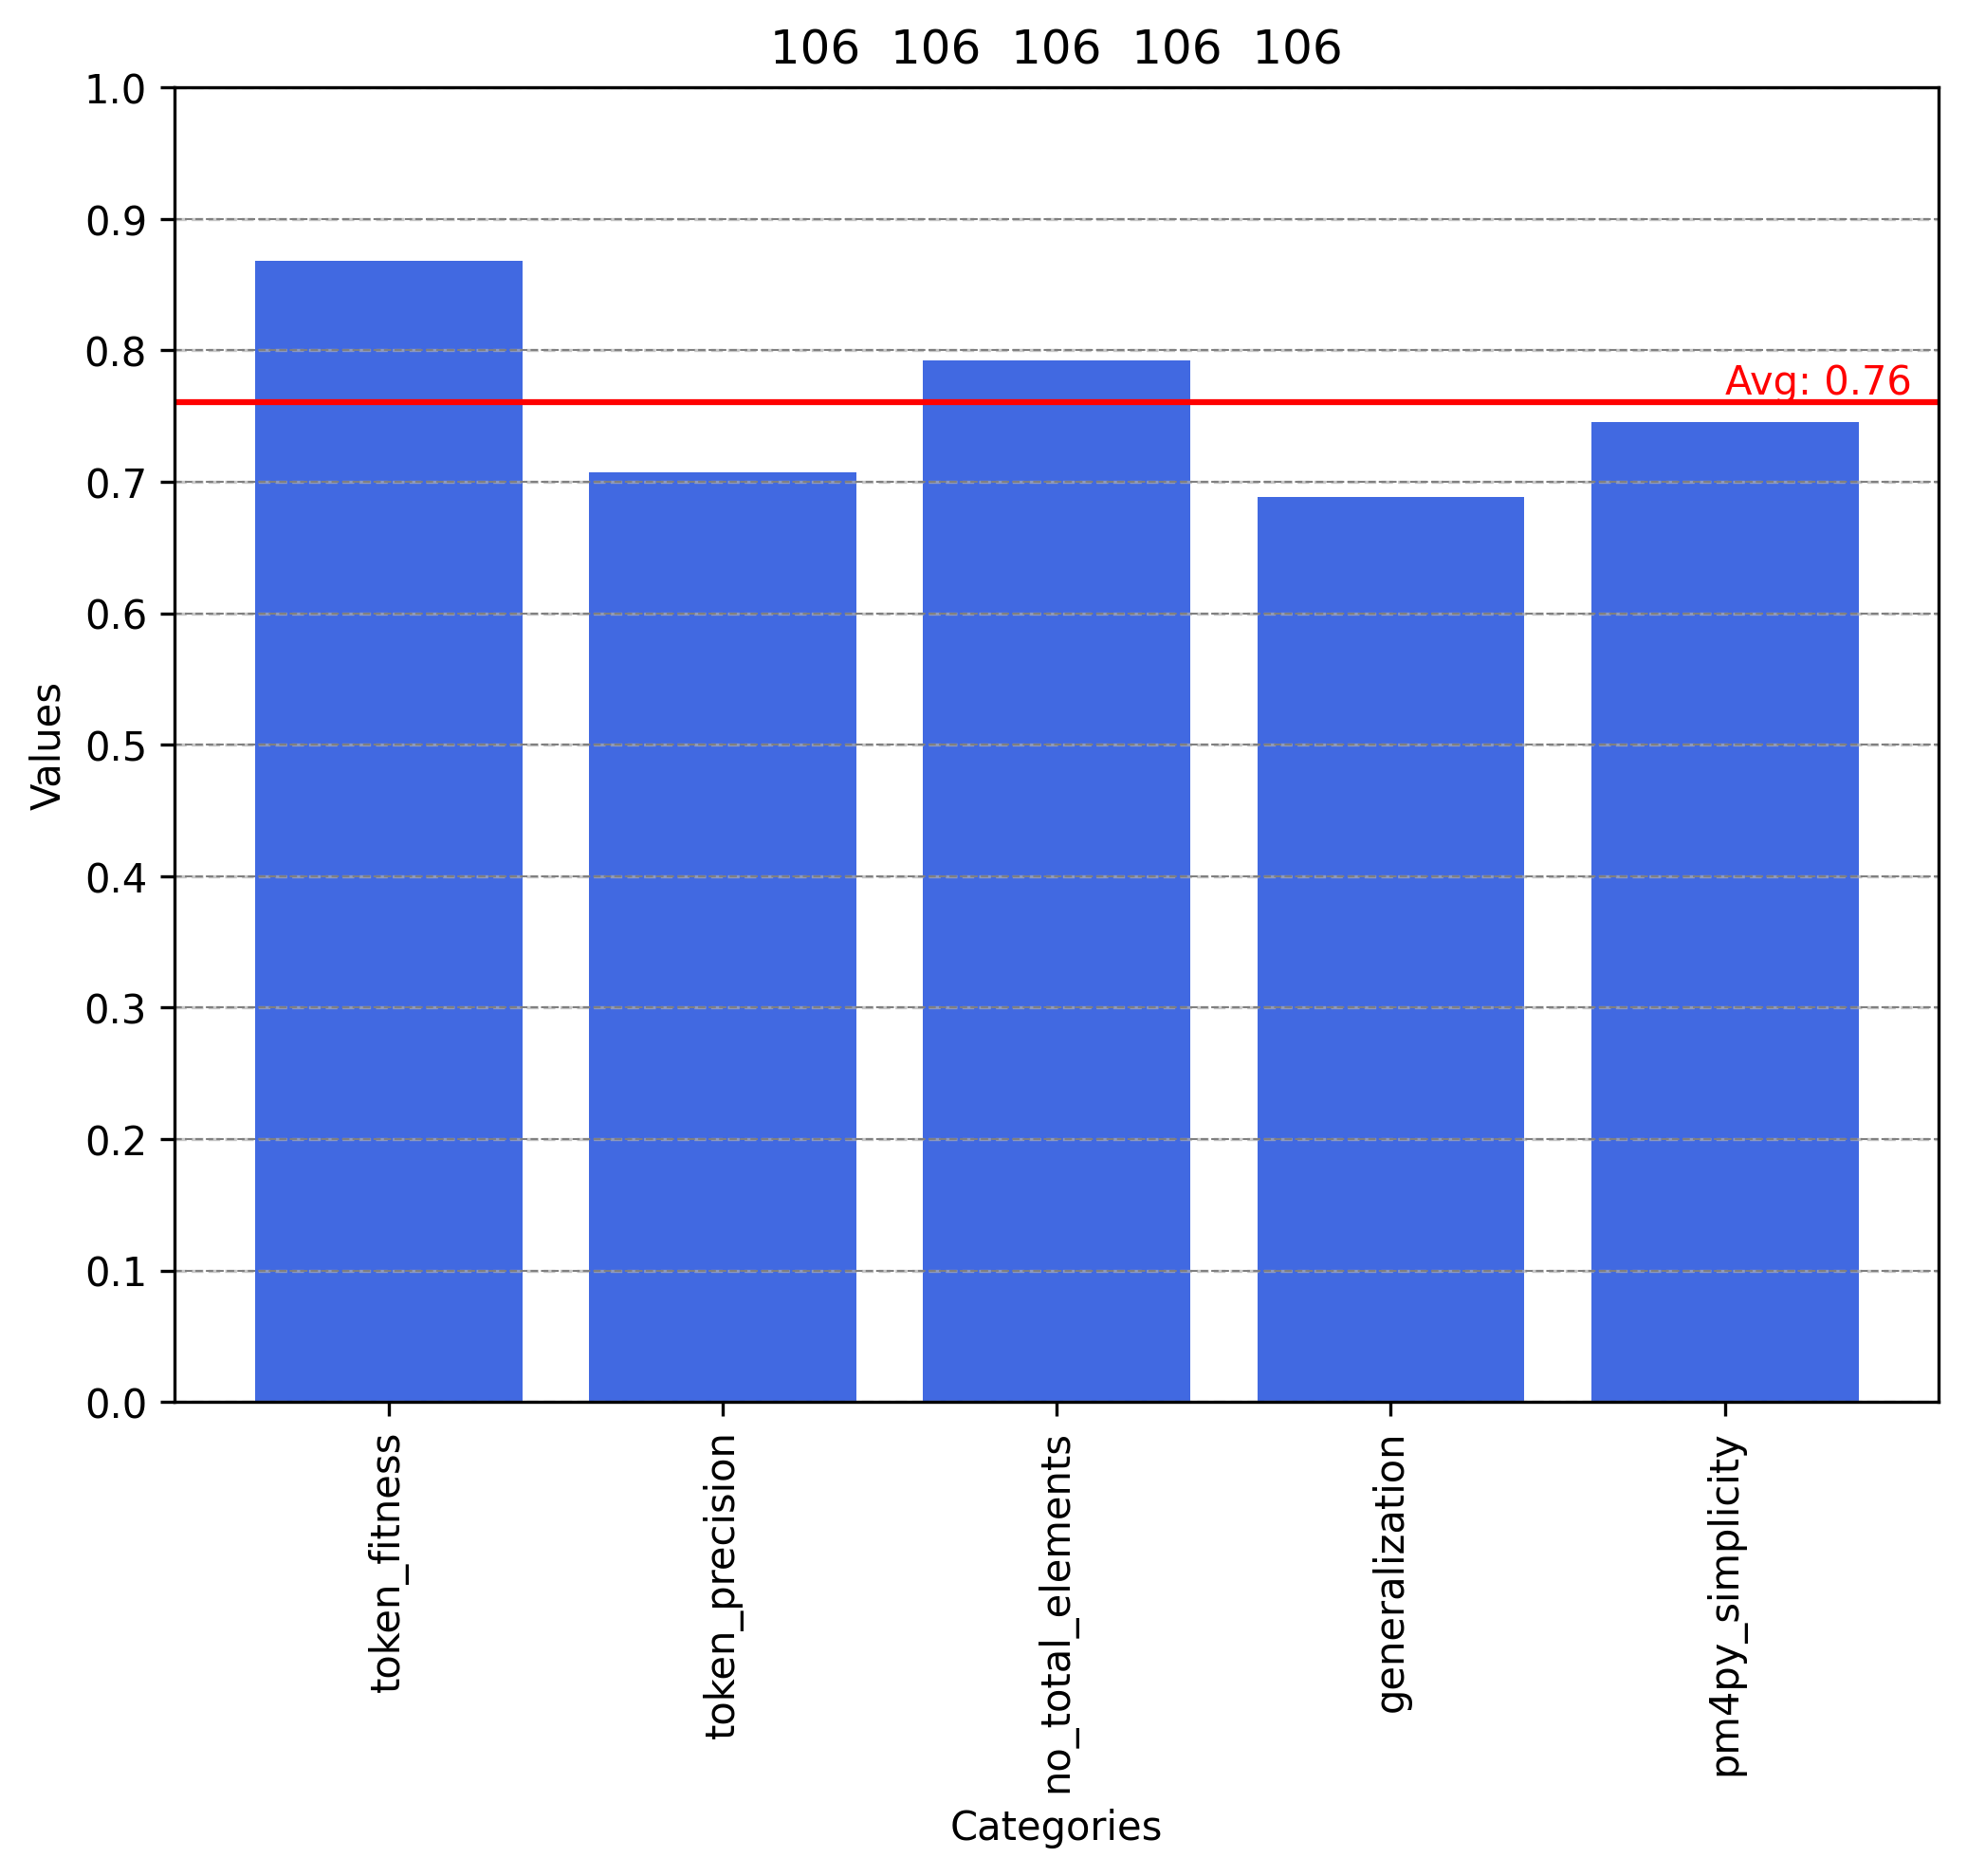 106  106  106  106  106
1.0
0.9
0.8
0.7
0.6
0.5
0.4
0.3
0.2
0.1
0.0
Values
Avg: 0.76
token_fitness
token_precision
no_total_elements
generalization
pm4py_simplicity
Categories